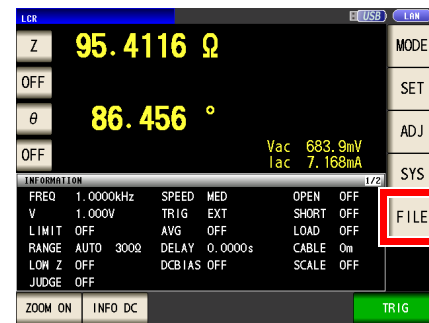 LCR USB LAN
Z 95.4116 Ω MODE
OFF SET
θ 86.456 ° ADJ
OFF Vac 683.9mV
Iac 7.168mA SYS
INFORMATION 1/2
FREQ 1.0000kHz SPEED MED OPEN OFF
V 1.000V TRIG EXT SHORT OFF FILE
LIMIT OFF AVG OFF LOAD OFF
RANGE AUTO 300Ω DELAY 0.0000s CABLE 0m
LOW Z OFF DCBIAS OFF SCALE OFF
JUDGE OFF
ZOOM ON INFO DC TRIG